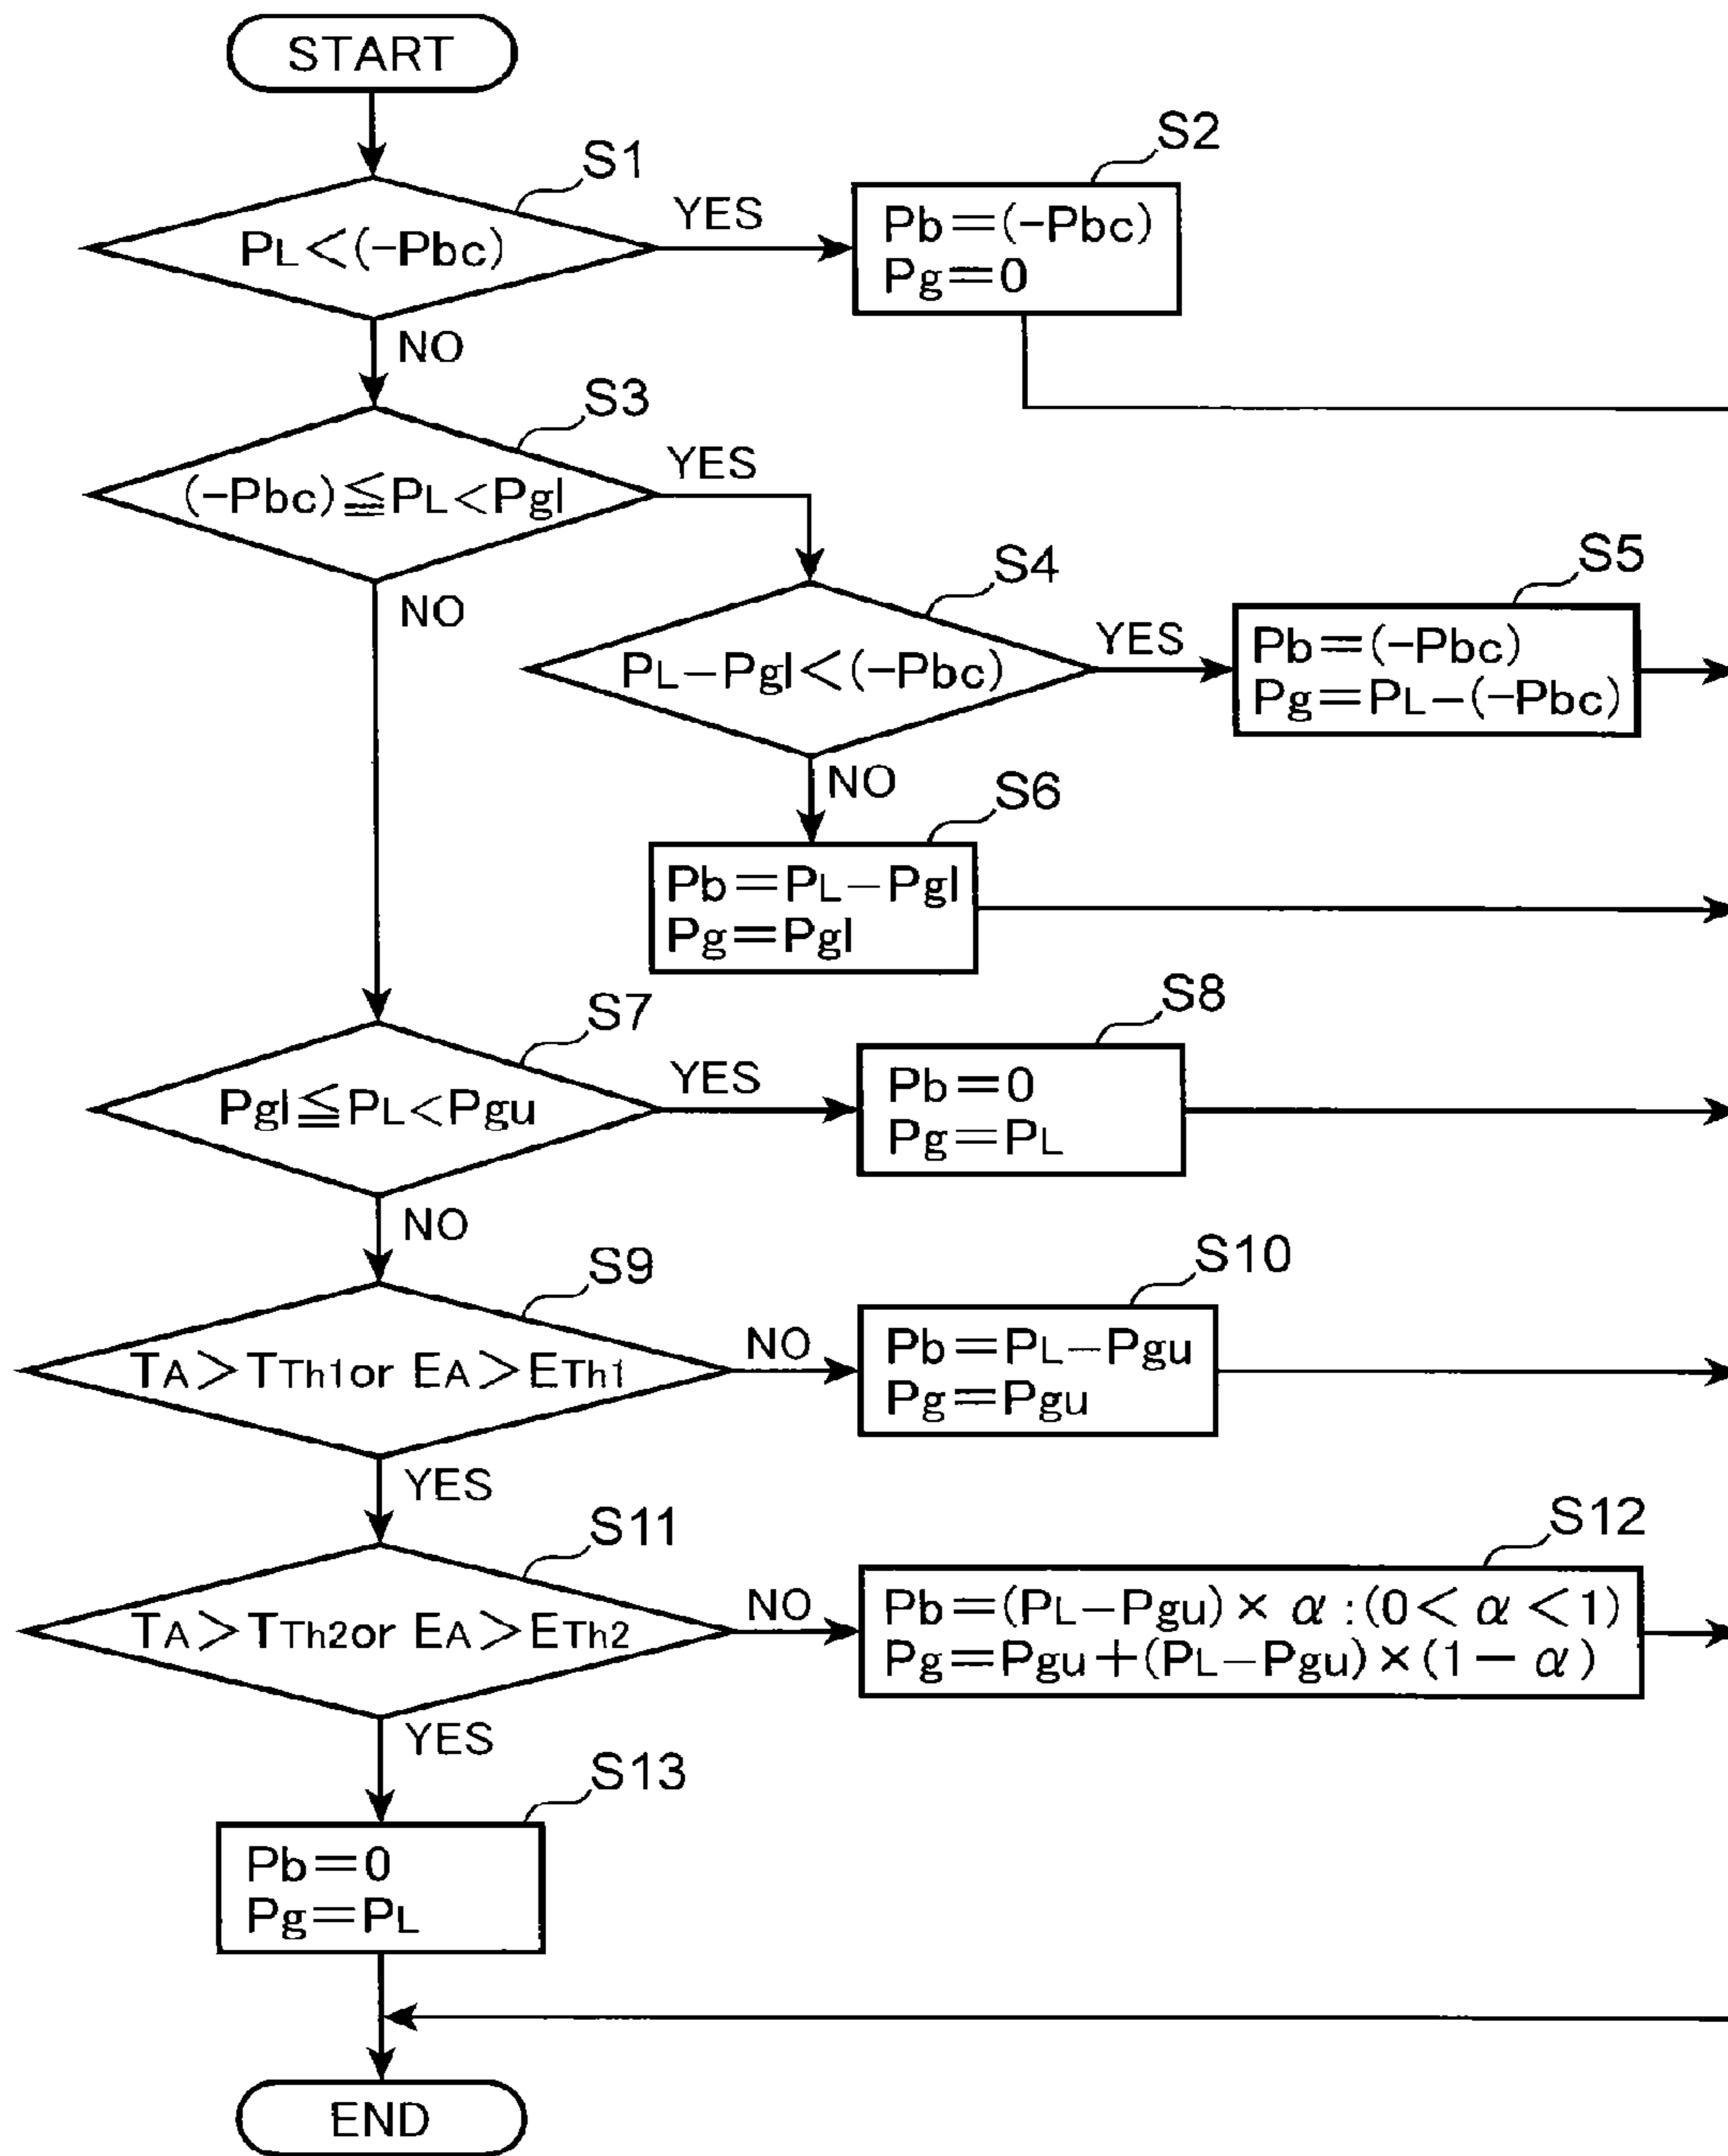 START
S1
PL<(-Pbc)
YES
S2
Pb=(-Pbc)
Pg=0
NO
S3
(-Pbc)≦PL<Pgl
YES
S4
PL-Pgl<(-Pbc)
YES
S5
Pb=(-Pbc)
Pg=PL-(-Pbc)
NO
NO
S6
Pb=PL-Pgl
Pg=Pgl
S7
Pgl≦PL<Pgu
YES
S8
Pb=0
Pg=PL
NO
S9
TA>TTh1or EA>ETh1
NO
S10
Pb=PL-Pgu
Pg=Pgu
YES
S11
TA>TTh2or EA>ETh2
NO
S12
Pb=(PL-Pgu)× α:(0<α<1)
Pg=Pgu+(PL-Pgu)×(1-α)
YES
S13
Pb=0
Pg=PL
END